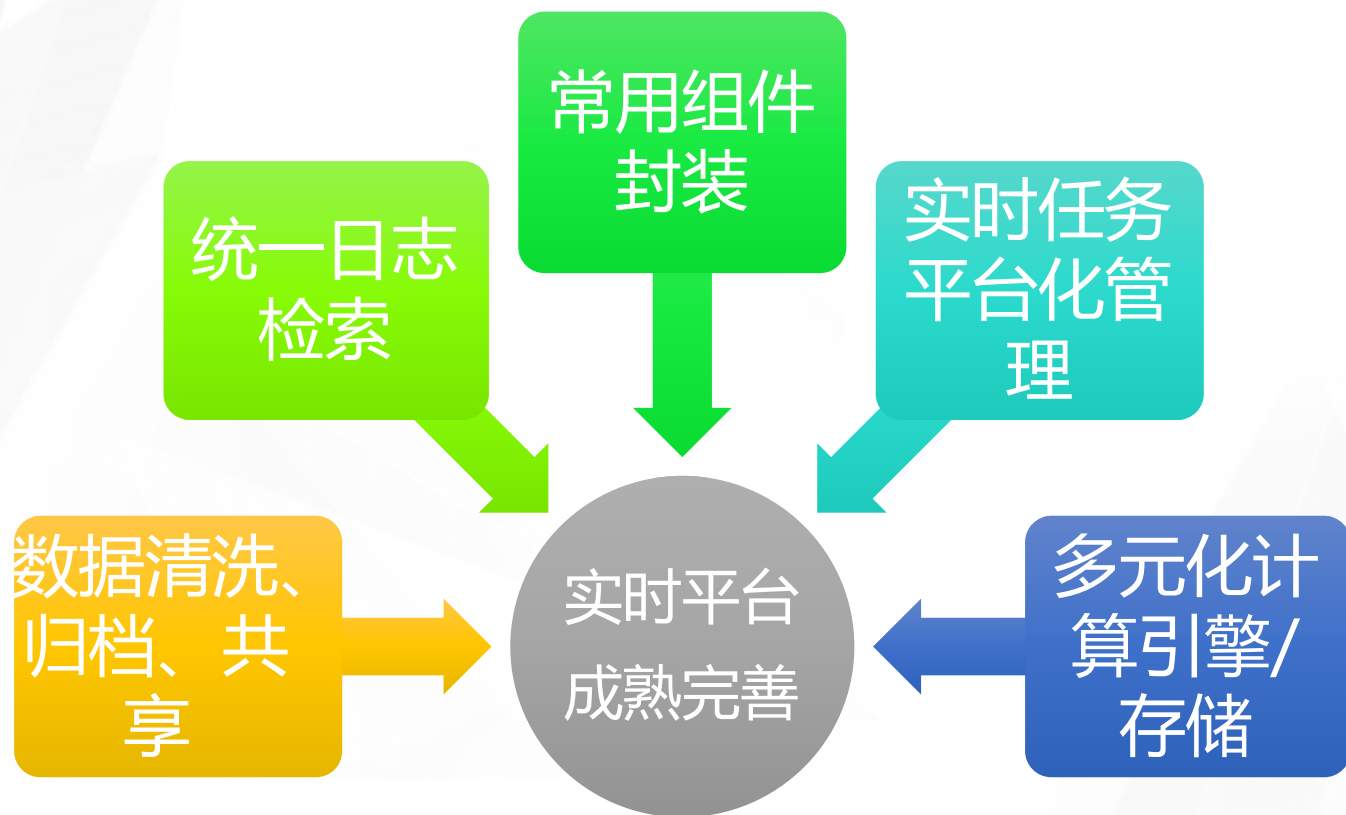 常用组件
封装
统一日志
检索
实时任务
平台化管
理
数据清洗、
归档、共
享
实时平台
成熟完善
多元化计
算引擎/
存储